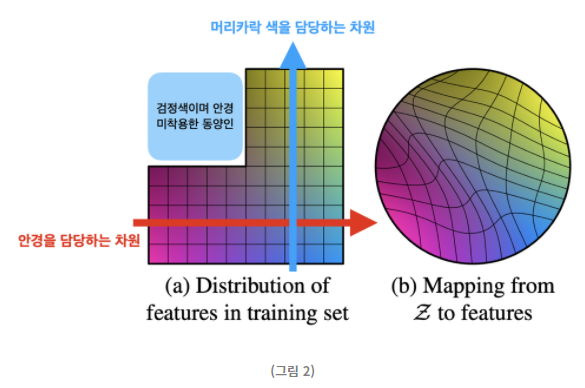 머리카락 색을 담당하는 차원
검정색이며 안경
미착용한 동양인
안경을 담당하는 차원
(a) Distribution of
features in training set
(b) Mapping from
𝒵 to features
(그림 2)